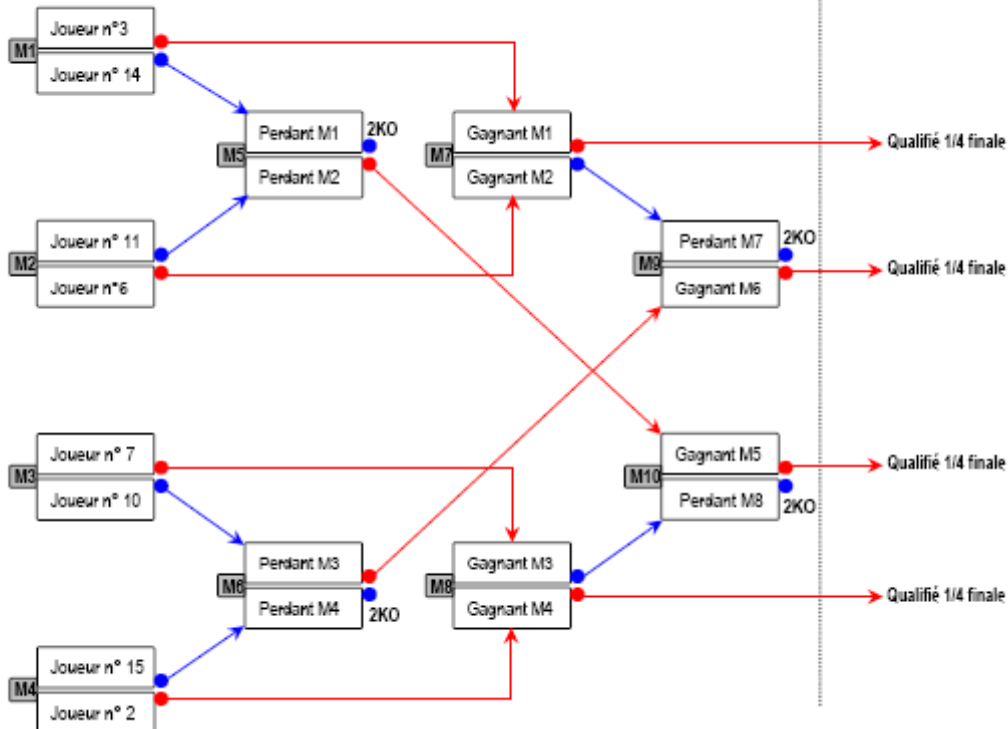 M1
Joueur n°3
Joueur n° 14
M5
Perdant M1
Perdant M2
2KO
M7
Gagnant M1
Gagnant M2
Qualifié 1/4 finale
M2
Joueur n° 11
Joueur n°6
M9
Perdant M7
Gagnant M6
2KO
Qualifié 1/4 finale
M3
Joueur n° 7
Joueur n° 10
M10
Gagnant M5
Perdant M8
2KO
Qualifié 1/4 finale
M6
Perdant M3
Perdant M4
2KO
M8
Gagnant M3
Gagnant M4
Qualifié 1/4 finale
M4
Joueur n° 15
Joueur n° 2